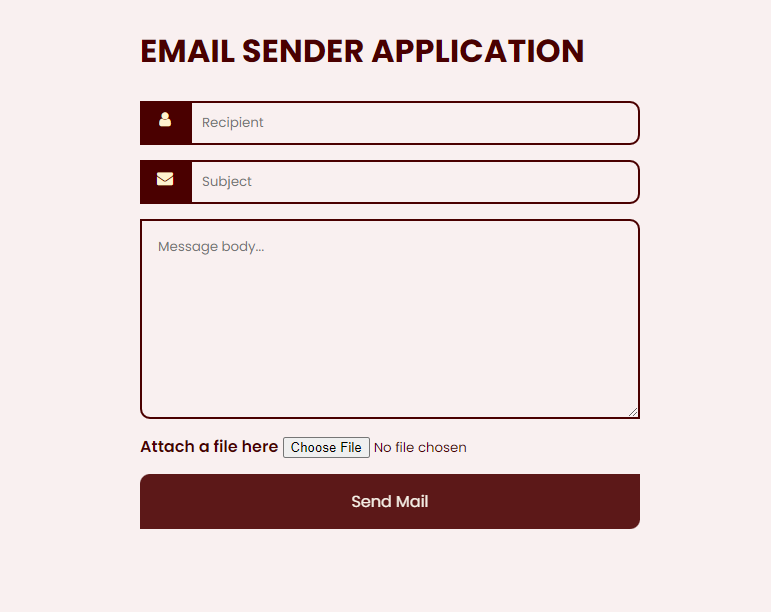 EMAIL SENDER APPLICATION
Recipient
Subject
Message body...
Attach a file here Choose File No file chosen
Send Mail